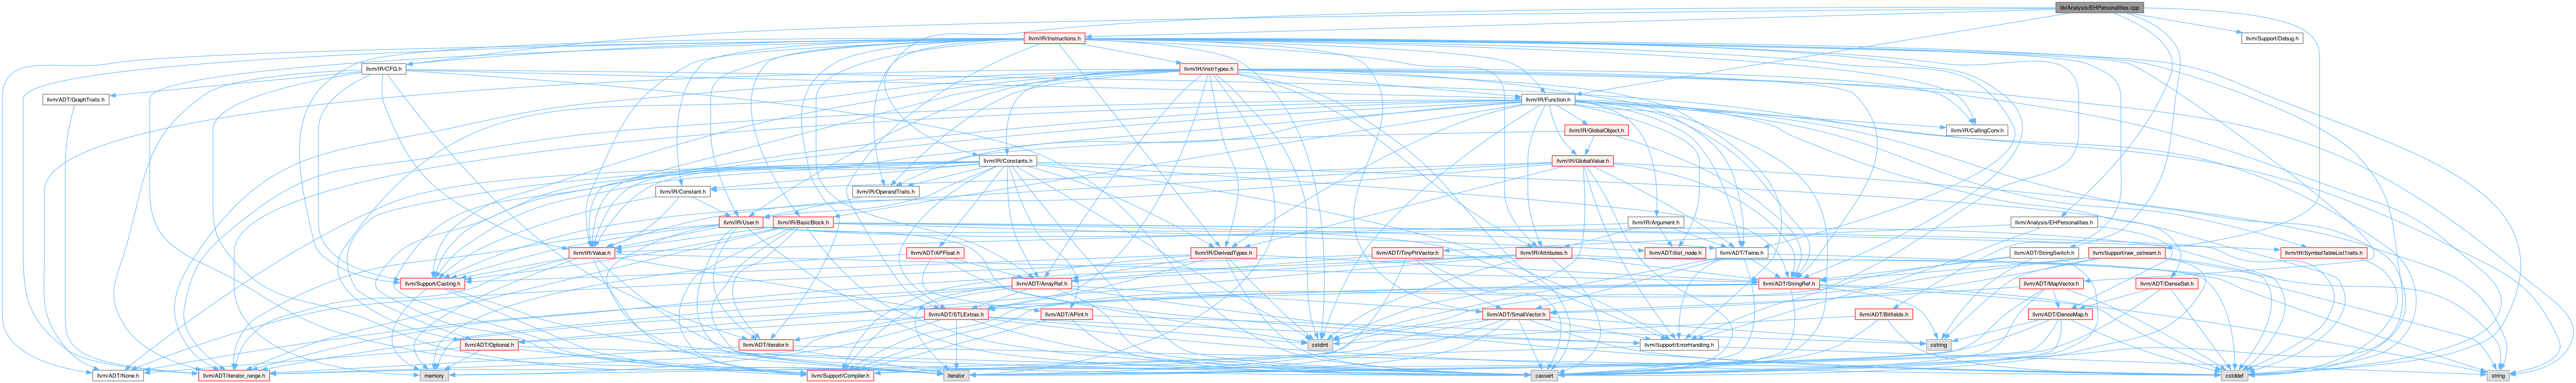 lib/Analysis/EHPersonalities.cpp
llvm/IR/Instructions.h
llvm/Support/Debug.h
llvm/IR/CFG.h
llvm/IR/InstrTypes.h
llvm/ADT/GraphTraits.h
llvm/IR/Function.h
llvm/IR/GlobalObject.h
llvm/IR/CallingConv.h
llvm/IR/Constants.h
llvm/IR/GlobalValue.h
llvm/IR/Constant.h
llvm/IR/OperandTraits.h
llvm/IR/User.h
llvm/IR/BasicBlock.h
llvm/IR/Argument.h
llvm/Analysis/EHPersonalities.h
llvm/IR/Value.h
llvm/ADT/APFloat.h
llvm/IR/DerivedTypes.h
llvm/ADT/TinyPtrVector.h
llvm/IR/Attributes.h
llvm/ADT/ilist_node.h
llvm/ADT/Twine.h
llvm/ADT/StringSwitch.h
llvm/Support/raw_ostream.h
llvm/IR/SymbolTableListTraits.h
llvm/Support/Casting.h
llvm/ADT/ArrayRef.h
llvm/ADT/StringRef.h
llvm/ADT/MapVector.h
llvm/ADT/DenseSet.h
llvm/ADT/STLExtras.h
llvm/ADT/APInt.h
llvm/ADT/SmallVector.h
llvm/ADT/Bitfields.h
llvm/ADT/DenseMap.h
llvm/ADT/Optional.h
llvm/ADT/iterator.h
cstdint
llvm/Support/ErrorHandling.h
cstring
llvm/ADT/None.h
llvm/ADT/iterator_range.h
memory
llvm/Support/Compiler.h
iterator
cassert
cstddef
string